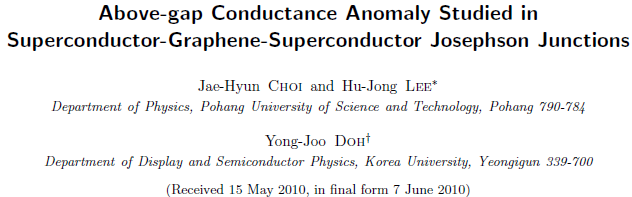 Above-gap Conductance Anomaly Studied in
Superconductor-Graphene-Superconductor Josephson Junctions
Jae-Hyun Choi and Hu-Jong Lee*
Department of Physics, Pohang University of Science and Technology, Pohang 790-784
Yong-Joo Doh†
Department of Display and Semiconductor Physics, Korea University, Yeongigun 339-700
(Received 15 May 2010, in final form 7 June 2010)